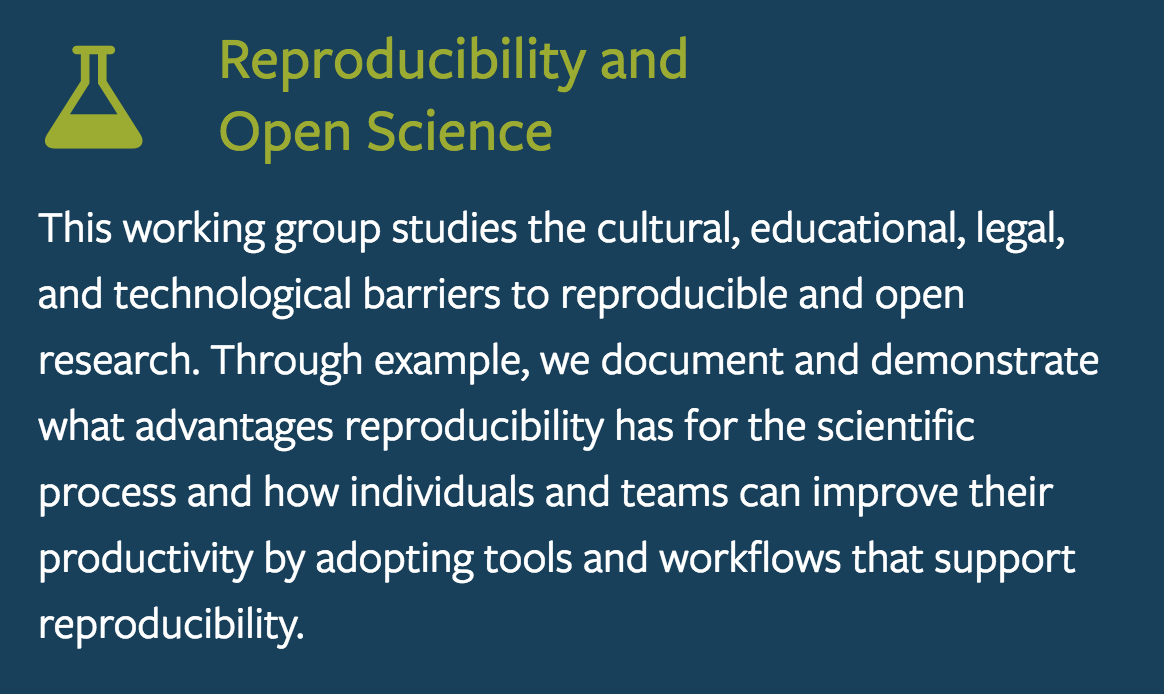 Reproducibility and
Open Science
This working group studies the cultural, educational, legal,
and technological barriers to reproducible and open
research. Through example, we document and demonstrate
what advantages reproducibility has for the scientific
process and how individuals and teams can improve their
productivity by adopting tools and workflows that support
reproducibility.